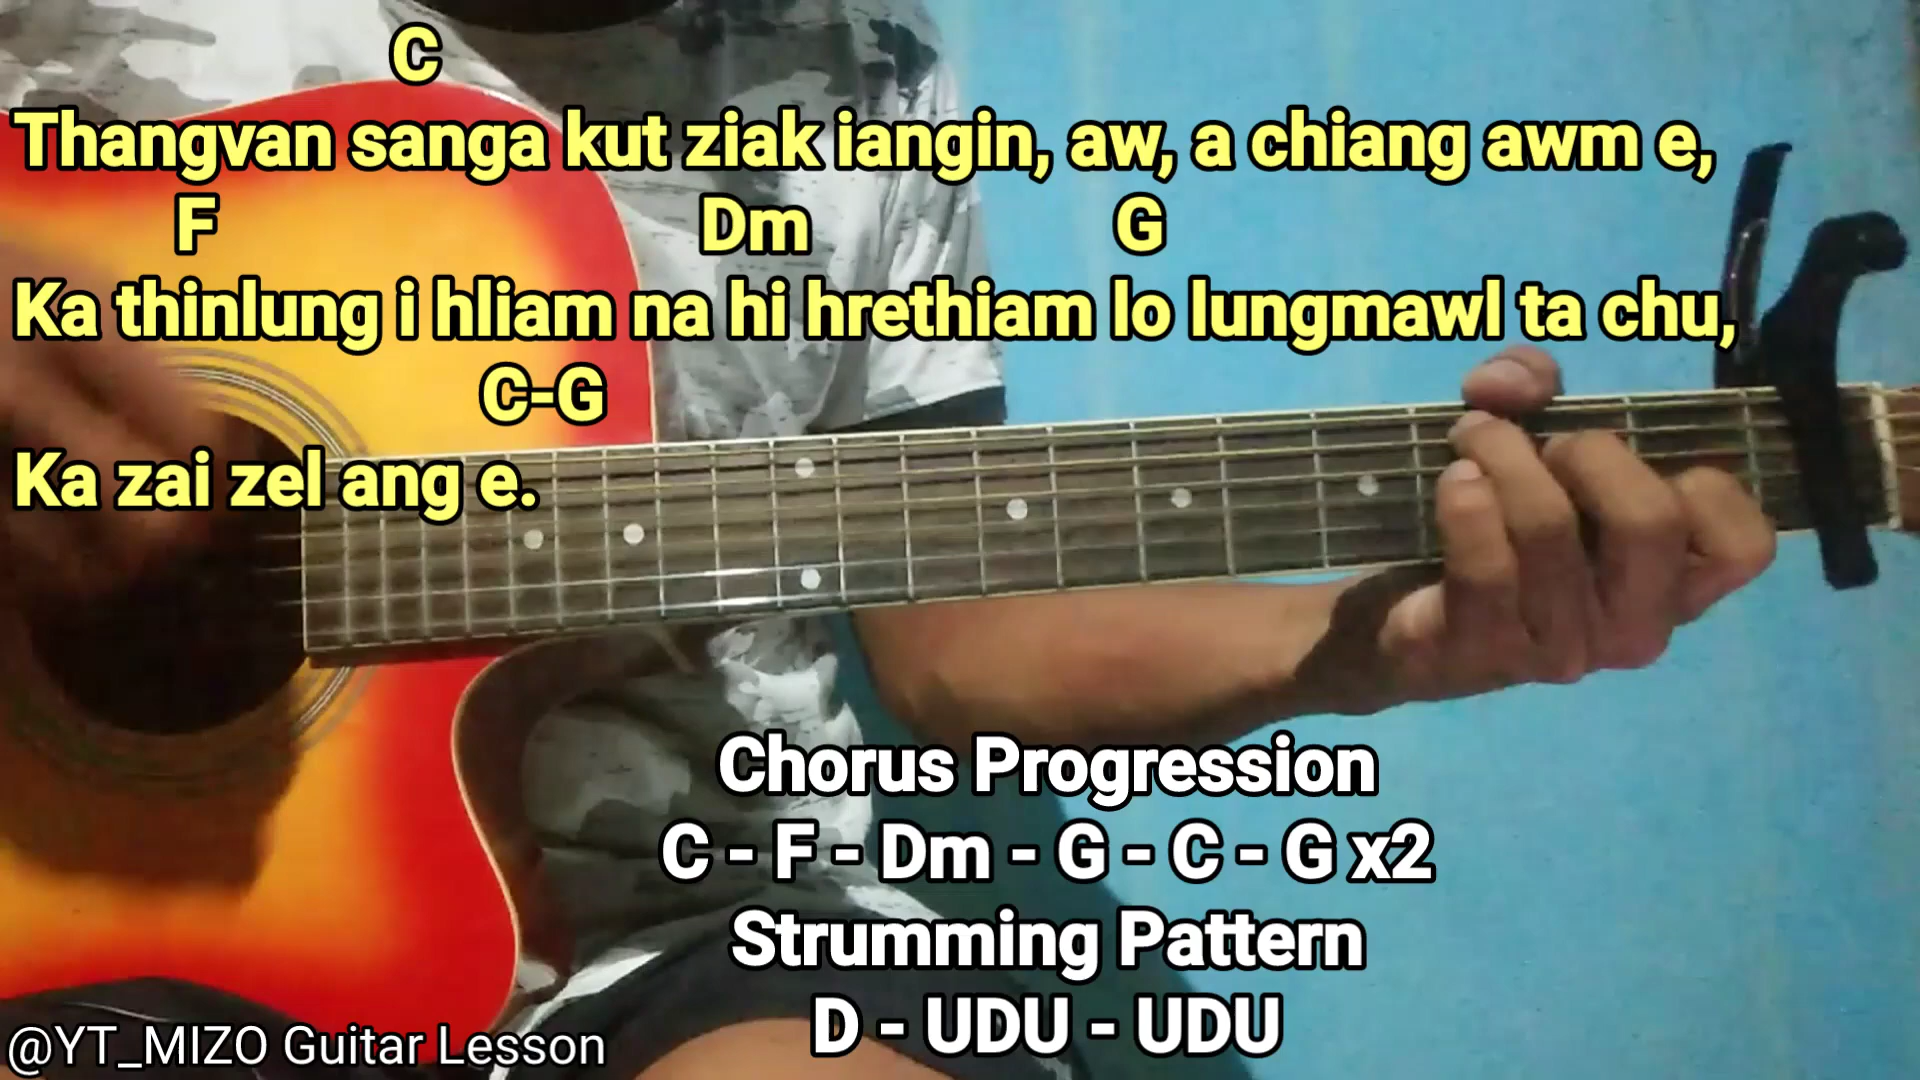 C
Thangvan sanga kut ziak iangin, aw, a chiang awm e,
F Dm G
Ka thinlung i hliam na hi hrethiam lo lungmawl ta chu,
C-G
Ka zai zel ang e.
Chorus Progression
C - F - Dm - G - C - G x2
Strumming Pattern
D - UDU - UDU
@YT_MIZO Guitar Lesson